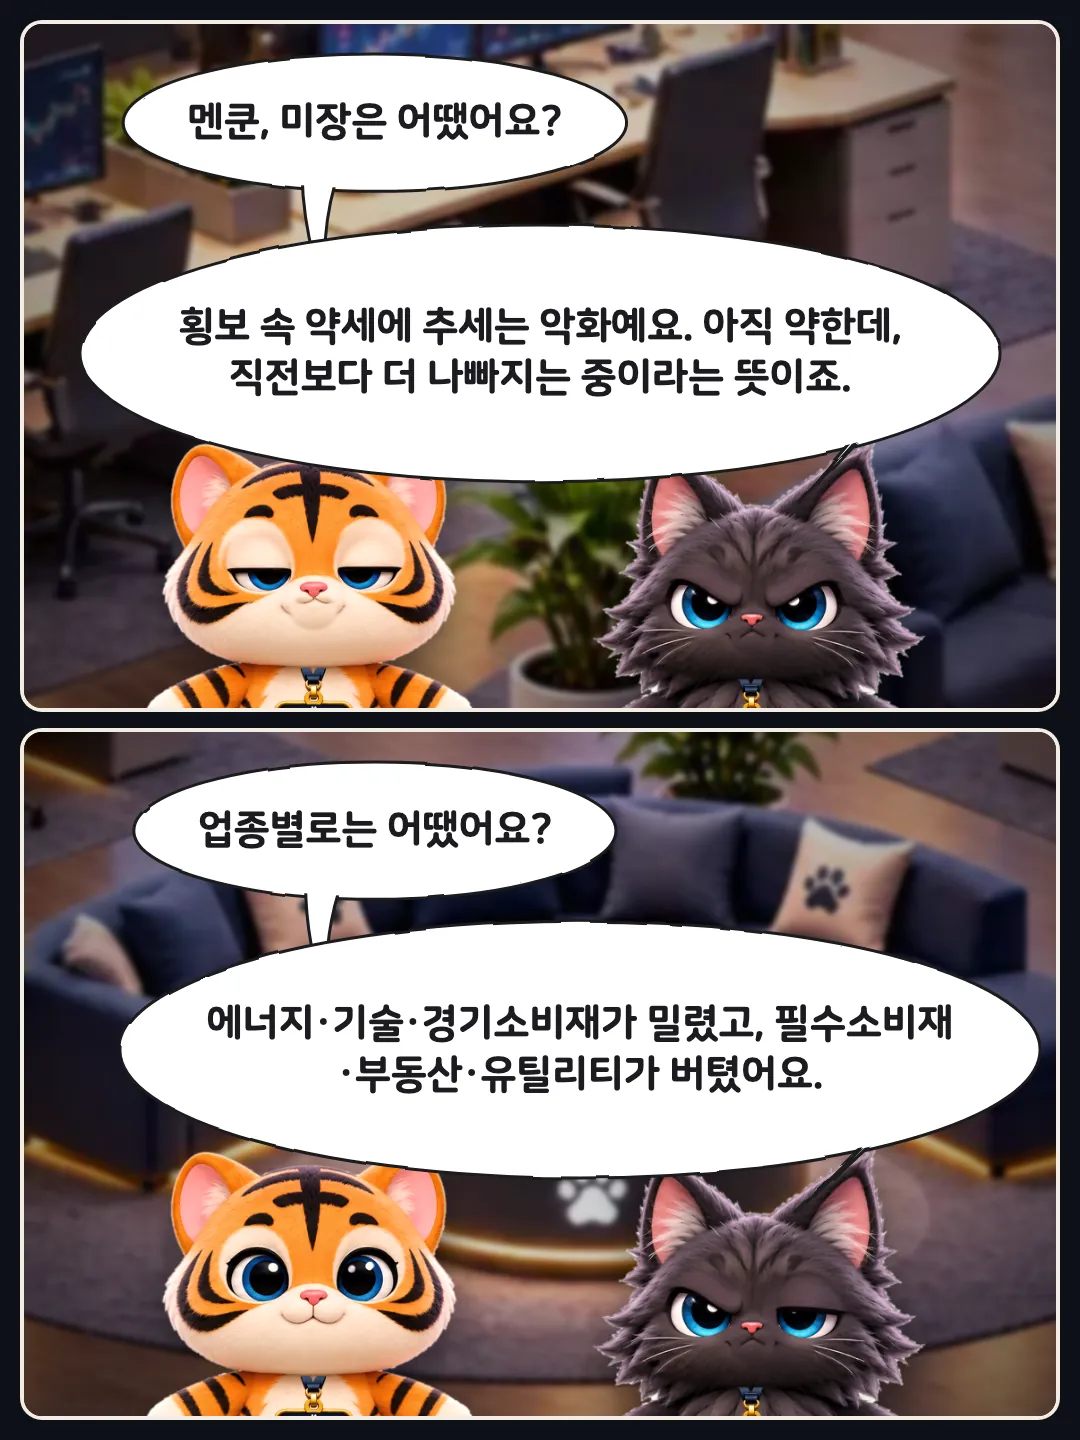 멘쿤, 미장은 어땠어요?
횡보 속 약세에 추세는 악화예요. 아직 약한데,
직전보다 더 나빠지는 중이라는 뜻이죠.
업종별로는 어땠어요?
에너지·기술·경기소비재가 밀렸고, 필수소비재
·부동산·유틸리티가 버텼어요.